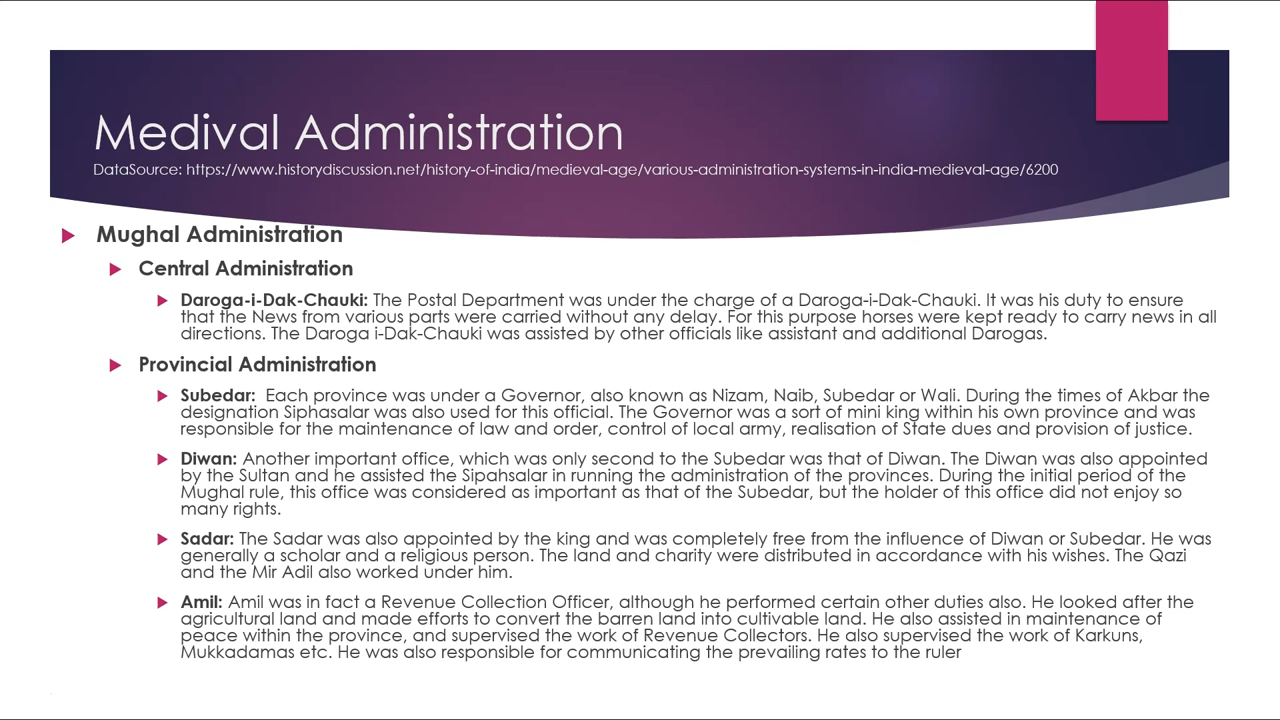 Medival Administration
DataSource: https://www.historydiscussion.net/history-of-india/medieval-age/various-administration-systems-in-india-medieval-age/6200
Mughal Administration
Central Administration
Daroga-i-Dak-Chauki: The Postal Department was under the charge of a Daroga-i-Dak-Chauki. It was his duty to ensure
that the News from various parts were carried without any delay. For this purpose horses were kept ready to carry news in all
directions. The Daroga i-Dak-Chauki was assisted by other officials like assistant and additional Darogas.
Provincial Administration
Subedar:  Each province was under a Governor, also known as Nizam, Naib, Subedar or Wali. During the times of Akbar the
designation Siphasalar was also used for this official. The Governor was a sort of mini king within his own province and was
responsible for the maintenance of law and order, control of local army, realisation of State dues and provision of justice.
Diwan: Another important office, which was only second to the Subedar was that of Diwan. The Diwan was also appointed
by the Sultan and he assisted the Sipahsalar in running the administration of the provinces. During the initial period of the
Mughal rule, this office was considered as important as that of the Subedar, but the holder of this office did not enjoy so
many rights.
Sadar: The Sadar was also appointed by the king and was completely free from the influence of Diwan or Subedar. He was
generally a scholar and a religious person. The land and charity were distributed in accordance with his wishes. The Qazi
and the Mir Adil also worked under him.
Amil: Amil was in fact a Revenue Collection Officer, although he performed certain other duties also. He looked after the
agricultural land and made efforts to convert the barren land into cultivable land. He also assisted in maintenance of
peace within the province, and supervised the work of Revenue Collectors. He also supervised the work of Karkuns,
Mukkadamas etc. He was also responsible for communicating the prevailing rates to the ruler